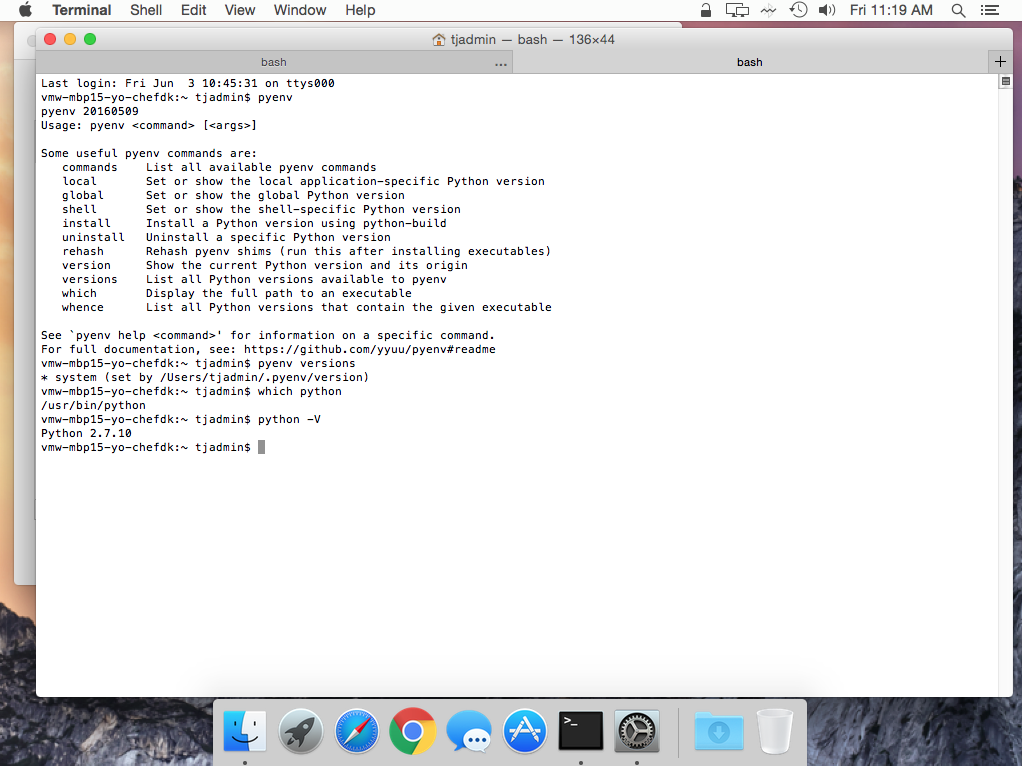 Terminal Shell Edit View Window Help Fri 11:19 AM
tjadmin — bash — 136×44
bash ... bash +
Last login: Fri Jun  3 10:45:31 on ttys000
vmw-mbp15-yo-chefdk:~ tjadmin$ pyenv
pyenv 20160509
Usage: pyenv <command> [<args>]
Some useful pyenv commands are:
   commands    List all available pyenv commands
   local       Set or show the local application-specific Python version
   global      Set or show the global Python version
   shell       Set or show the shell-specific Python version
   install     Install a Python version using python-build
   uninstall   Uninstall a specific Python version
   rehash      Rehash pyenv shims (run this after installing executables)
   version     Show the current Python version and its origin
   versions    List all Python versions available to pyenv
   which       Display the full path to an executable
   whence      List all Python versions that contain the given executable
See `pyenv help <command>' for information on a specific command.
For full documentation, see: https://github.com/yyuu/pyenv#readme
vmw-mbp15-yo-chefdk:~ tjadmin$ pyenv versions
* system (set by /Users/tjadmin/.pyenv/version)
vmw-mbp15-yo-chefdk:~ tjadmin$ which python
/usr/bin/python
vmw-mbp15-yo-chefdk:~ tjadmin$ python -V
Python 2.7.10
vmw-mbp15-yo-chefdk:~ tjadmin$
>_